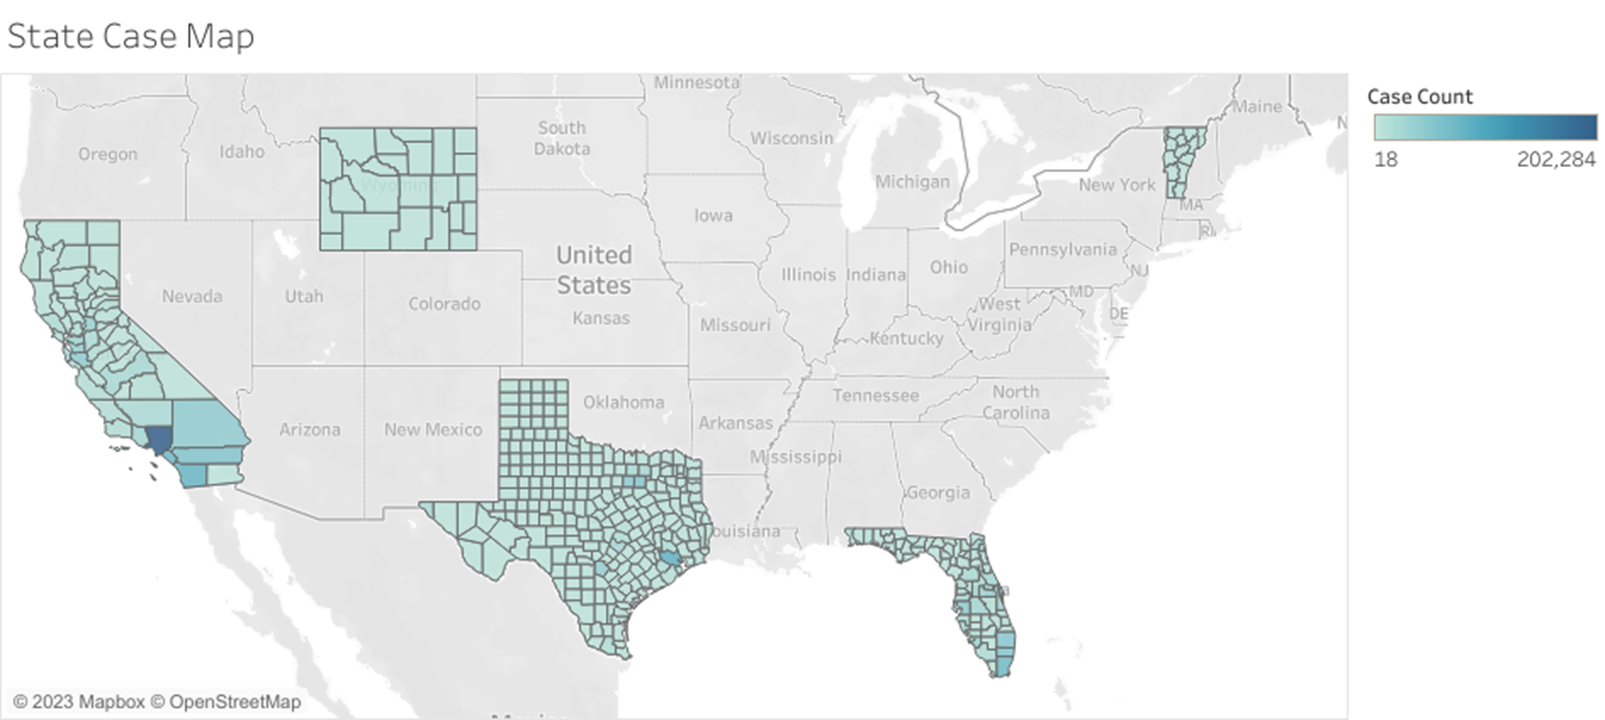 State Case Map
Minnesota
Maine
Oregon
Idaho
South
Dakota
Wisconsin
Wyoming
Michigan
New York
MA
RI
Iowa
United
States
Pennsylvania
Nevada
Utah
Colorado
Kansas
Illinois
Indiana
Ohio
NJ
MD
West
Virginia
DE
Missouri
Kentucky
Arizona
New Mexico
Oklahoma
Arkansas
Tennessee
North
Carolina
Mississippi
Georgia
ouisiana
© 2023 Mapbox © OpenStreetMap
Case Count
18 202,284